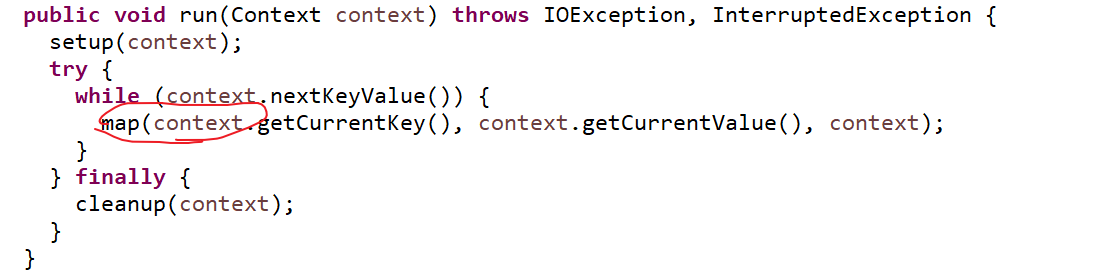 public void run(Context context) throws IOException, InterruptedException {
setup(context);
try {
while (context.nextKeyValue()) {
map(context.getCurrentKey(), context.getCurrentValue(), context);
}
} finally {
cleanup(context);
}
}